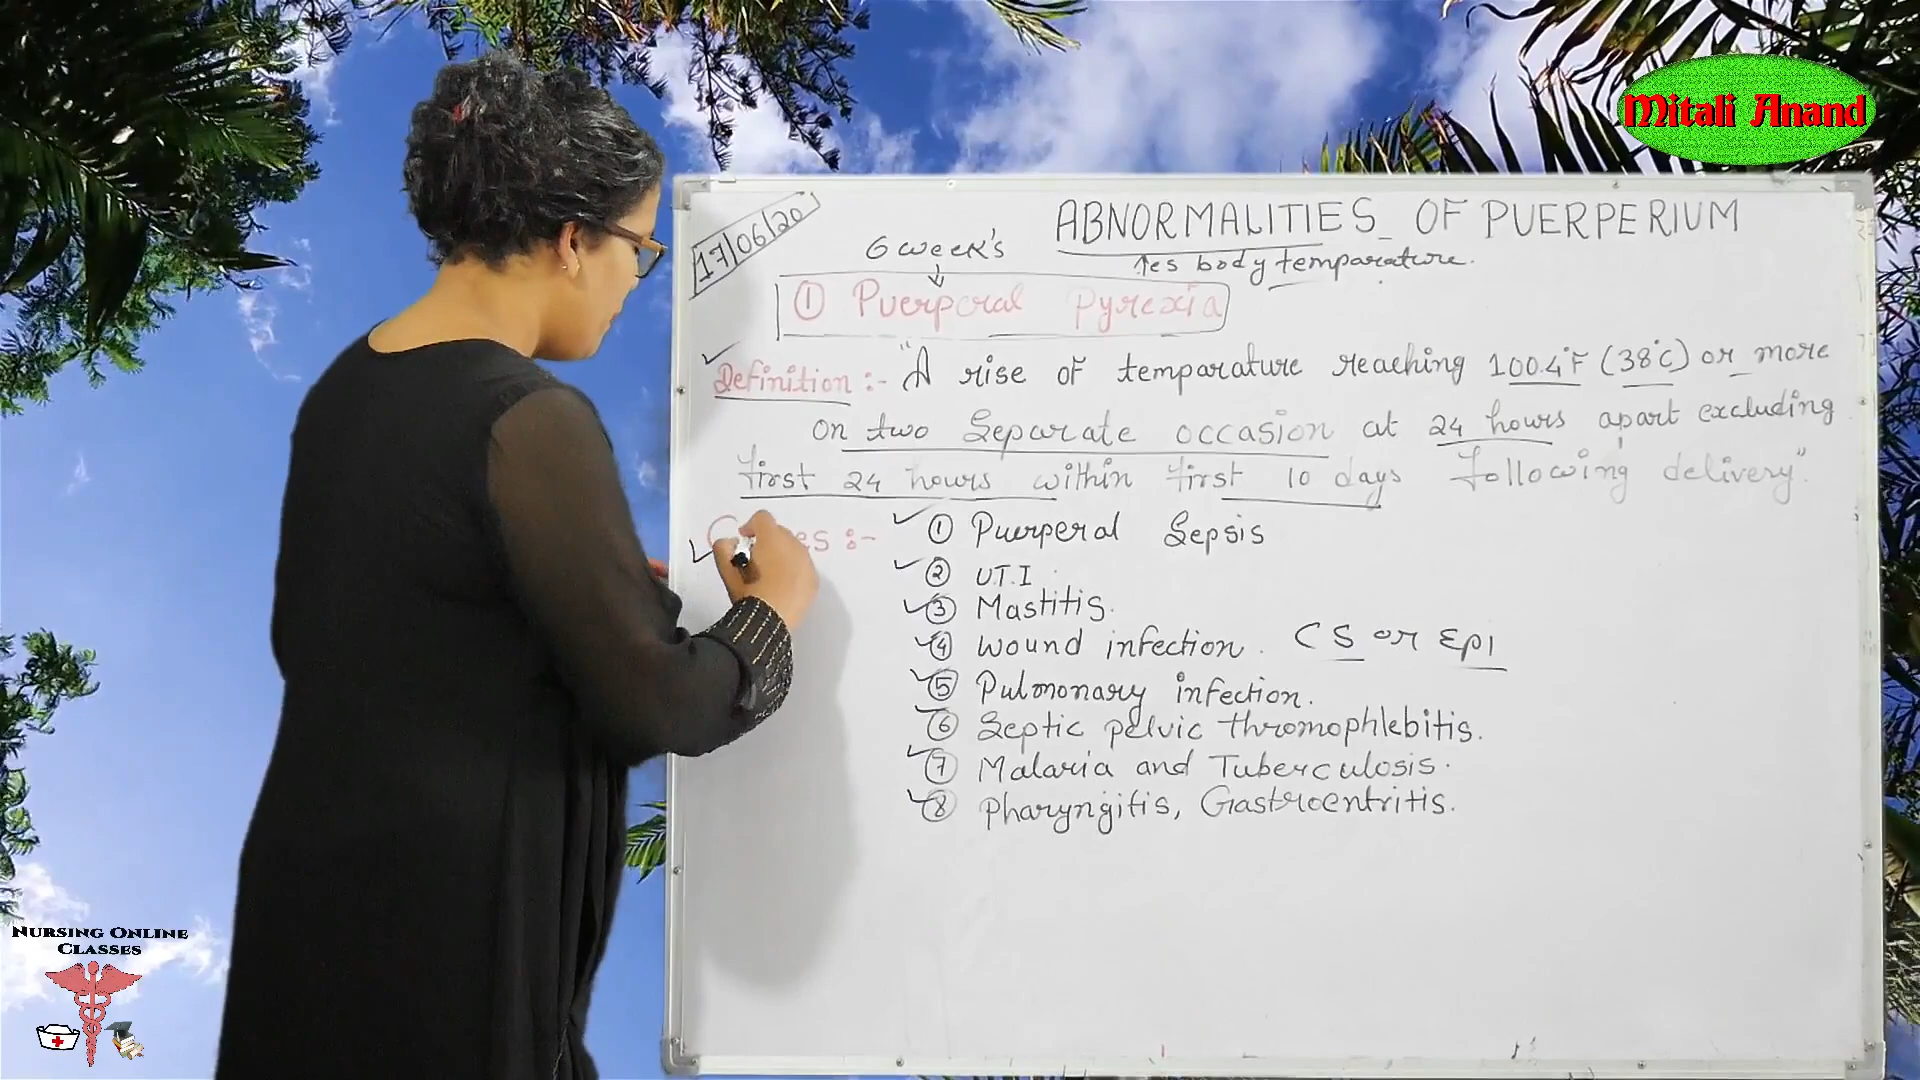 Mitali Anand
17/06/20
ABNORMALITIES OF PUERPERIUM
6 week's
↑es body temparature.
① Puerperal Pyrexia
Definition :- "A rise of temparature reaching 100.4°F (38°C) or more
on two separate occasion at 24 hours apart excluding
first 24 hours within first 10 days following delivery".
:-
① Puerperal Sepsis
② U.T.I
③ Mastitis.
④ Wound infection. CS or Epi
⑤ Pulmonary infection.
⑥ Septic pelvic thromophlebitis.
⑦ Malaria and Tuberculosis.
⑧ Pharyngitis, Gastroentritis.
NURSING ONLINE
CLASSES